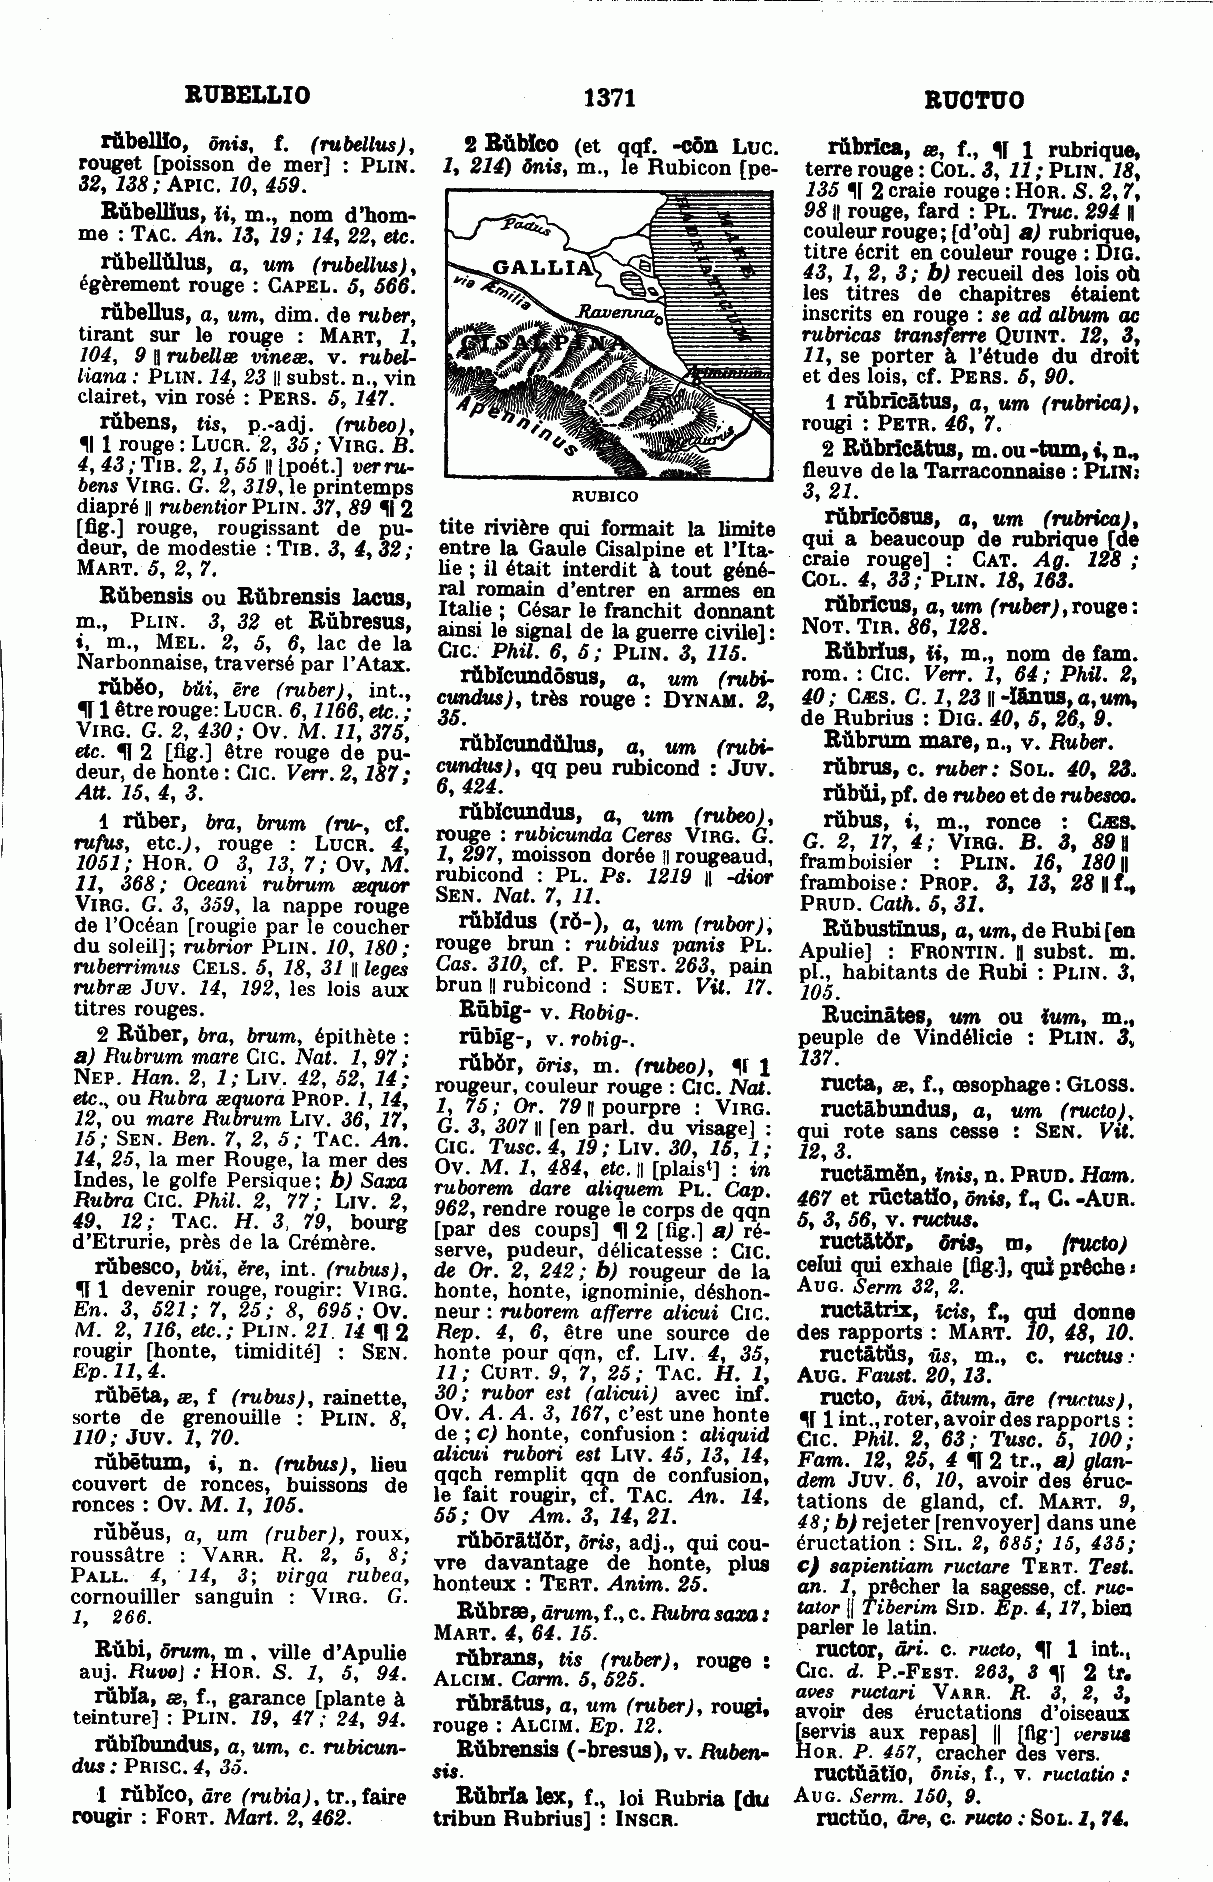 RUBELLIO
1371
RUCTUO
rŭbellĭo, ōnis, f. (rubellus),
rouget [poisson de mer] : PLIN.
32, 138 ; APIC. 10, 459.
Rŭbellĭus, ĭi, m., nom d'hom-
me : TAC. An. 13, 19 ; 14, 22, etc.
rŭbellŭlus, a, um (rubellus),
égèrement rouge : CAPEL. 5, 566.
rŭbellus, a, um, dim. de ruber,
tirant sur le rouge : MART, 1,
104, 9 || rubellæ vineæ. v. rubel-
liana : PLIN. 14, 23 || subst. n., vin
clairet, vin rosé : PERS. 5, 147.
rŭbens, tis, p.-adj. (rubeo),
¶ 1 rouge : LUCR. 2, 35 ; VIRG. B.
4, 43 ; TIB. 2, 1, 55 || [poét.] ver ru-
bens VIRG. G. 2, 319, le printemps
diapré || rubentior PLIN. 37, 89 ¶ 2
[fig.] rouge, rougissant de pu-
deur, de modestie : TIB. 3, 4, 32 ;
MART. 5, 2, 7.
Rŭbensis ou Rŭbrensis lacus,
m., PLIN. 3, 32 et Rŭbresus,
i, m., MEL. 2, 5, 6, lac de la
Narbonnaise, traversé par l'Atax.
rŭbĕo, bŭi, ēre (ruber), int.,
¶ 1 être rouge : LUCR. 6, 1166, etc. ;
VIRG. G. 2, 430 ; OV. M. 11, 375,
etc. ¶ 2 [fig.] être rouge de pu-
deur, de honte : CIC. Verr. 2, 187 ;
Att. 15, 4, 3.
1 rŭber, bra, brum (ru-, cf.
rufus, etc.), rouge : LUCR. 4,
1051 ; HOR. O 3, 13, 7 ; OV, M.
11, 368 ; Oceani rubrum æquor
VIRG. G. 3, 359, la nappe rouge
de l'Océan [rougie par le coucher
du soleil] ; rubrior PLIN. 10, 180 ;
ruberrimus CELS. 5, 18, 31 || leges
rubræ JUV. 14, 192, les lois aux
titres rouges.
2 Rŭber, bra, brum, épithète :
a) Rubrum mare CIC. Nat. 1, 97 ;
NEP. Han. 2, 1 ; LIV. 42, 52, 14 ;
etc., ou Rubra æquora PROP. 1, 14,
12, ou mare Rubrum LIV. 36, 17,
15 ; SEN. Ben. 7, 2, 5 ; TAC. An.
14, 25, la mer Rouge, la mer des
Indes, le golfe Persique ; b) Saxa
Rubra CIC. Phil. 2, 77 ; LIV. 2,
49, 12 ; TAC. H. 3, 79, bourg
d'Etrurie, près de la Crémère.
rŭbesco, bŭi, ĕre, int. (rubus),
¶ 1 devenir rouge, rougir : VIRG.
En. 3, 521 ; 7, 25 ; 8, 695 ; OV.
M. 2, 116, etc. ; PLIN. 21. 14 ¶ 2
rougir [honte, timidité] : SEN.
Ep. 11, 4.
rŭbēta, æ, f (rubus), rainette,
sorte de grenouille : PLIN. 8,
110 ; JUV. 1, 70.
rŭbētum, i, n. (rubus), lieu
couvert de ronces, buissons de
ronces : OV. M. 1, 105.
rŭbĕus, a, um (ruber), roux,
roussâtre : VARR. R. 2, 5, 8;
PALL. 4, 14, 3; virga rubea,
cornouiller sanguin : VIRG. G.
1, 266.
Rŭbi, ōrum, m , ville d'Apulie
auj. Ruvo] : HOR. S. 1, 5, 94.
rŭbĭa, æ, f., garance [plante à
teinture] : PLIN. 19, 47 ; 24, 94.
rŭbĭbundus, a, um, c. rubicun-
dus : PRISC. 4, 35.
1 rŭbĭco, āre (rubia), tr., faire
rougir : FORT. Mart. 2, 462.
2 Rŭbĭco (et qqf. -cōn LUC.
1, 214) ōnis, m., le Rubicon [pe-
Padus
GALLIA
via Æmilia
Ravenna
CISALPINA
Ariminium
Apenninus
MARE
HADRIATICUM
Metaurus
RUBICO
tite rivière qui formait la limite
entre la Gaule Cisalpine et l'Ita-
lie ; il était interdit à tout géné-
ral romain d'entrer en armes en
Italie ; César le franchit donnant
ainsi le signal de la guerre civile] :
CIC. Phil. 6, 5 ; PLIN. 3, 115.
rŭbĭcundōsus, a, um (rubi-
cundus), très rouge : DYNAM. 2,
35.
rŭbĭcundŭlus, a, um (rubi-
cundus), qq peu rubicond : JUV.
6, 424.
rŭbĭcundus, a, um (rubeo),
rouge : rubicunda Ceres VIRG. G.
1, 297, moisson dorée || rougeaud,
rubicond : PL. Ps. 1219 || -dior
SEN. Nat. 7, 11.
rŭbĭdus (rō-), a, um (rubor);
rouge brun : rubidus panis PL.
Cas. 310, cf. P. FEST. 263, pain
brun || rubicond : SUET. Vit. 17.
Rūbīg- v. Robig-.
rūbīg-, v. robig-.
rŭbŏr, ōris, m. (rubeo), ¶ 1
rougeur, couleur rouge : CIC. Nat.
1, 75 ; Or. 79 || pourpre : VIRG.
G. 3, 307 || [en parl. du visage] :
CIC. Tusc. 4, 19 ; LIV. 30, 15, 1 ;
OV. M. 1, 484, etc. || [plaist] : in
ruborem dare aliquem PL. Cap.
962, rendre rouge le corps de qqn
[par des coups] ¶ 2 [fig.] a) ré-
serve, pudeur, délicatesse : CIC.
de Or. 2, 242 ; b) rougeur de la
honte, honte, ignominie, déshon-
neur : ruborem afferre alicui CIC.
Rep. 4, 6, être une source de
honte pour qqn, cf. LIV. 4, 35,
11 ; CURT. 9, 7, 25 ; TAC. H. 1,
30 ; rubor est (alicui) avec inf.
OV. A. A. 3, 167, c'est une honte
de ; c) honte, confusion : aliquid
alicui rubori est LIV. 45, 13, 14,
qqch remplit qqn de confusion,
le fait rougir, cf. TAC. An. 14,
55 ; OV Am. 3, 14, 21.
rŭbōrātĭŏr, ōris, adj., qui cou-
vre davantage de honte, plus
honteux : TERT. Anim. 25.
Rŭbræ, ārum, f., c. Rubra saxa :
MART. 4, 64. 15.
rŭbrans, tis (ruber), rouge :
ALCIM. Carm. 5, 525.
rŭbrātus, a, um (ruber), rougi,
rouge : ALCIM. Ep. 12.
Rŭbrensis (-bresus), v. Ruben-
sis.
Rŭbrĭa lex, f., loi Rubria [du
tribun Rubrius] : INSCR.
rŭbrīca, æ, f., ¶ 1 rubrique,
terre rouge : COL. 3, 11 ; PLIN. 18,
135 ¶ 2 craie rouge : HOR. S. 2, 7,
98 || rouge, fard : PL. Truc. 294 ||
couleur rouge ; [d'où] a) rubrique,
titre écrit en couleur rouge : DIG.
43, 1, 2, 3 ; b) recueil des lois où
les titres de chapitres étaient
inscrits en rouge : se ad album ac
rubricas transferre QUINT. 12, 3,
11, se porter à l'étude du droit
et des lois, cf. PERS. 5, 90.
1 rŭbrīcātus, a, um (rubrica),
rougi : PETR. 46, 7.
2 Rŭbrīcātus, m. ou -tum, i, n.,
fleuve de la Tarraconnaise : PLIN:
3, 21.
rŭbrīcōsus, a, um (rubrica),
qui a beaucoup de rubrique [de
craie rouge] : CAT. Ag. 128 ;
COL. 4, 33 ; PLIN. 18, 163.
rŭbrĭcus, a, um (ruber), rouge :
NOT. TIR. 86, 128.
Rŭbrĭus, ĭi, m., nom de fam.
rom. : CIC. Verr. 1, 64 ; Phil. 2,
40 ; CÆS. C. 1, 23 || -ĭānus, a, um,
de Rubrius : DIG. 40, 5, 26, 9.
Rŭbrum mare, n., v. Ruber.
rŭbrus, c. ruber : SOL. 40, 23.
rŭbŭi, pf. de rubeo et de rubesco.
rŭbus, i, m., ronce : CÆS.
G. 2, 17, 4 ; VIRG. B. 3, 89 ||
framboisier : PLIN. 16, 180 ||
framboise : PROP. 3, 13, 28 || f.,
PRUD. Cath. 5, 31.
Rŭbustīnus, a, um, de Rubi [en
Apulie] : FRONTIN. || subst. m.
pl., habitants de Rubi : PLIN. 3,
105.
Rucinātes, um ou ĭum, m.,
peuple de Vindélicie : PLIN. 3,
137.
ructa, æ, f., œsophage : GLOSS.
ructābundus, a, um (ructo),
qui rote sans cesse : SEN. Vit.
12, 3.
ructāmĕn, ĭnis, n. PRUD. Ham.
467 et rūctatĭo, ōnis, f., C.-AUR.
5, 3, 56, v. ructus.
ructātŏr, ōris, m, (ructo)
celui qui exhale [fig.], qui prêche :
AUG. Serm 32, 2.
ructātrix, īcis, f., qui donne
des rapports : MART. 10, 48, 10.
ructātŭs, ūs, m., c. ructus :
AUG. Faust. 20, 13.
ructo, āvi, ātum, āre (ructus),
¶ 1 int., roter, avoir des rapports :
CIC. Phil. 2, 63 ; Tusc. 5, 100 ;
Fam. 12, 25, 4 ¶ 2 tr., a) glan-
dem JUV. 6, 10, avoir des éruc-
tations de gland, cf. MART. 9,
48 ; b) rejeter [renvoyer] dans une
éructation : SIL. 2, 685 ; 15, 435 ;
c) sapientiam ructare TERT. Test.
an. 1, prêcher la sagesse, cf. ruc-
tator || Tiberim SID. Ep. 4, 17, bien
parler le latin.
ructor, āri. c. ructo, ¶ 1 int.,
CIC. d. P.-FEST. 263, 3 ¶ 2 tr.
aves ructari VARR. R. 3, 2, 3,
avoir des éructations d'oiseaux
[servis aux repas] || [fig·] versus
HOR. P. 457, cracher des vers.
ructŭātĭo, ōnis, f., v. ructatio :
AUG. Serm. 150, 9.
ructŭo, āre, c. ructo : SOL. 1, 74.